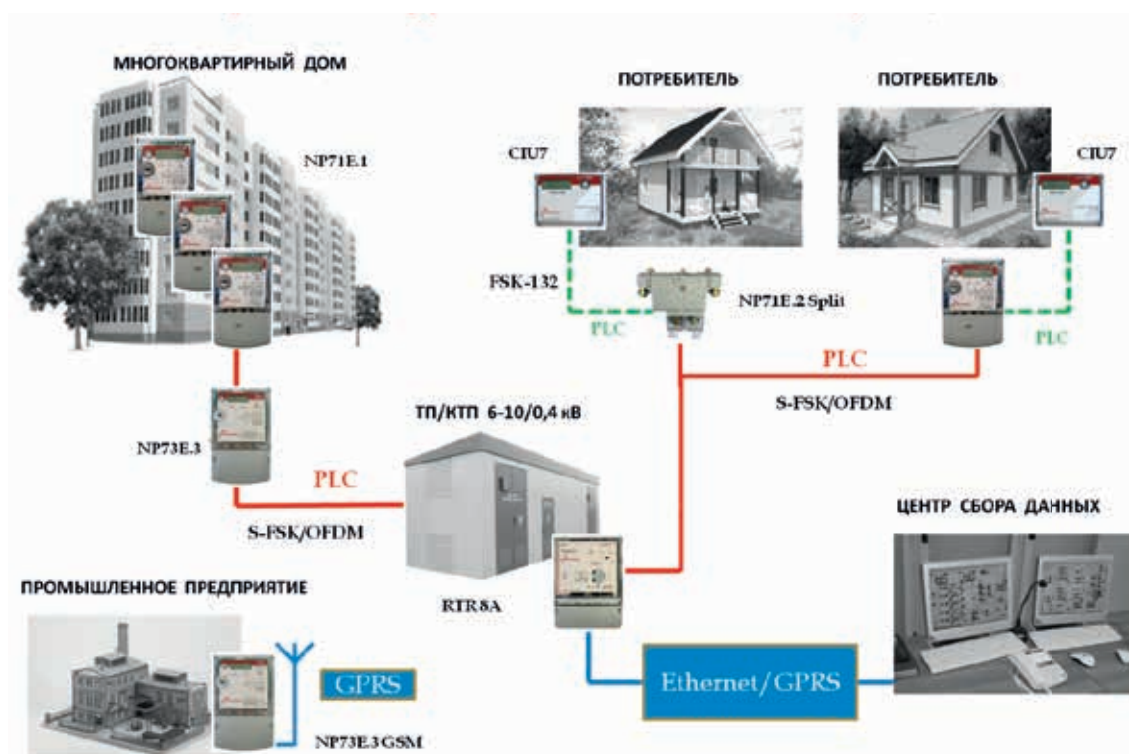 МНОГОКВАРТИРНЫЙ ДОМ
ПОТРЕБИТЕЛЬ
ПОТРЕБИТЕЛЬ
NP71E.1
CIU7
CIU7
FSK-132
NP71E.2 Split
PLC
PLC
PLC
S-FSK/OFDM
ТП/КТП 6-10/0,4 кВ
NP73E.3
PLC
S-FSK/OFDM
ЦЕНТР СБОРА ДАННЫХ
ПРОМЫШЛЕННОЕ ПРЕДПРИЯТИЕ
RTR8A
GPRS
Ethernet/GPRS
NP73E.3 GSM